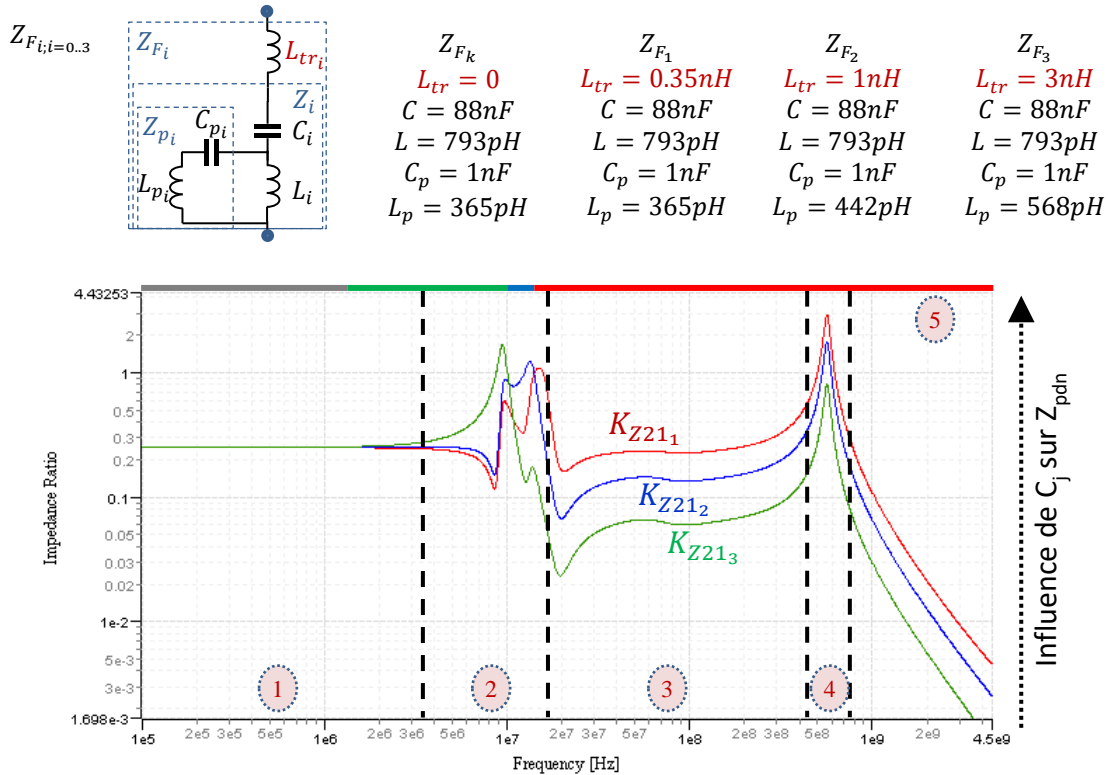 Z_{F_{i;i=0..3}}
Z_{F_i}
L_{tr_i}
Z_i
Z_{p_i}
C_{p_i}
C_i
L_{p_i}
L_i
Z_{F_k}
L_{tr} = 0
C = 88nF
L = 793pH
C_p = 1nF
L_p = 365pH
Z_{F_1}
L_{tr} = 0.35nH
C = 88nF
L = 793pH
C_p = 1nF
L_p = 365pH
Z_{F_2}
L_{tr} = 1nH
C = 88nF
L = 793pH
C_p = 1nF
L_p = 442pH
Z_{F_3}
L_{tr} = 3nH
C = 88nF
L = 793pH
C_p = 1nF
L_p = 568pH
4.43253
2
1
0.5
0.3
0.2
0.1
0.05
0.03
0.02
1e-2
5e-3
3e-3
1.698e-3
Impedance Ratio
K_{Z21_1}
K_{Z21_2}
K_{Z21_3}
1
2
3
4
5
1e5
2e5 3e5
5e5
1e6
2e6 3e6
5e6
1e7
2e7 3e7
5e7
1e8
2e8 3e8
5e8
1e9
2e9
4.5e9
Frequency [Hz]
Influence de C_j sur Z_{pdn}